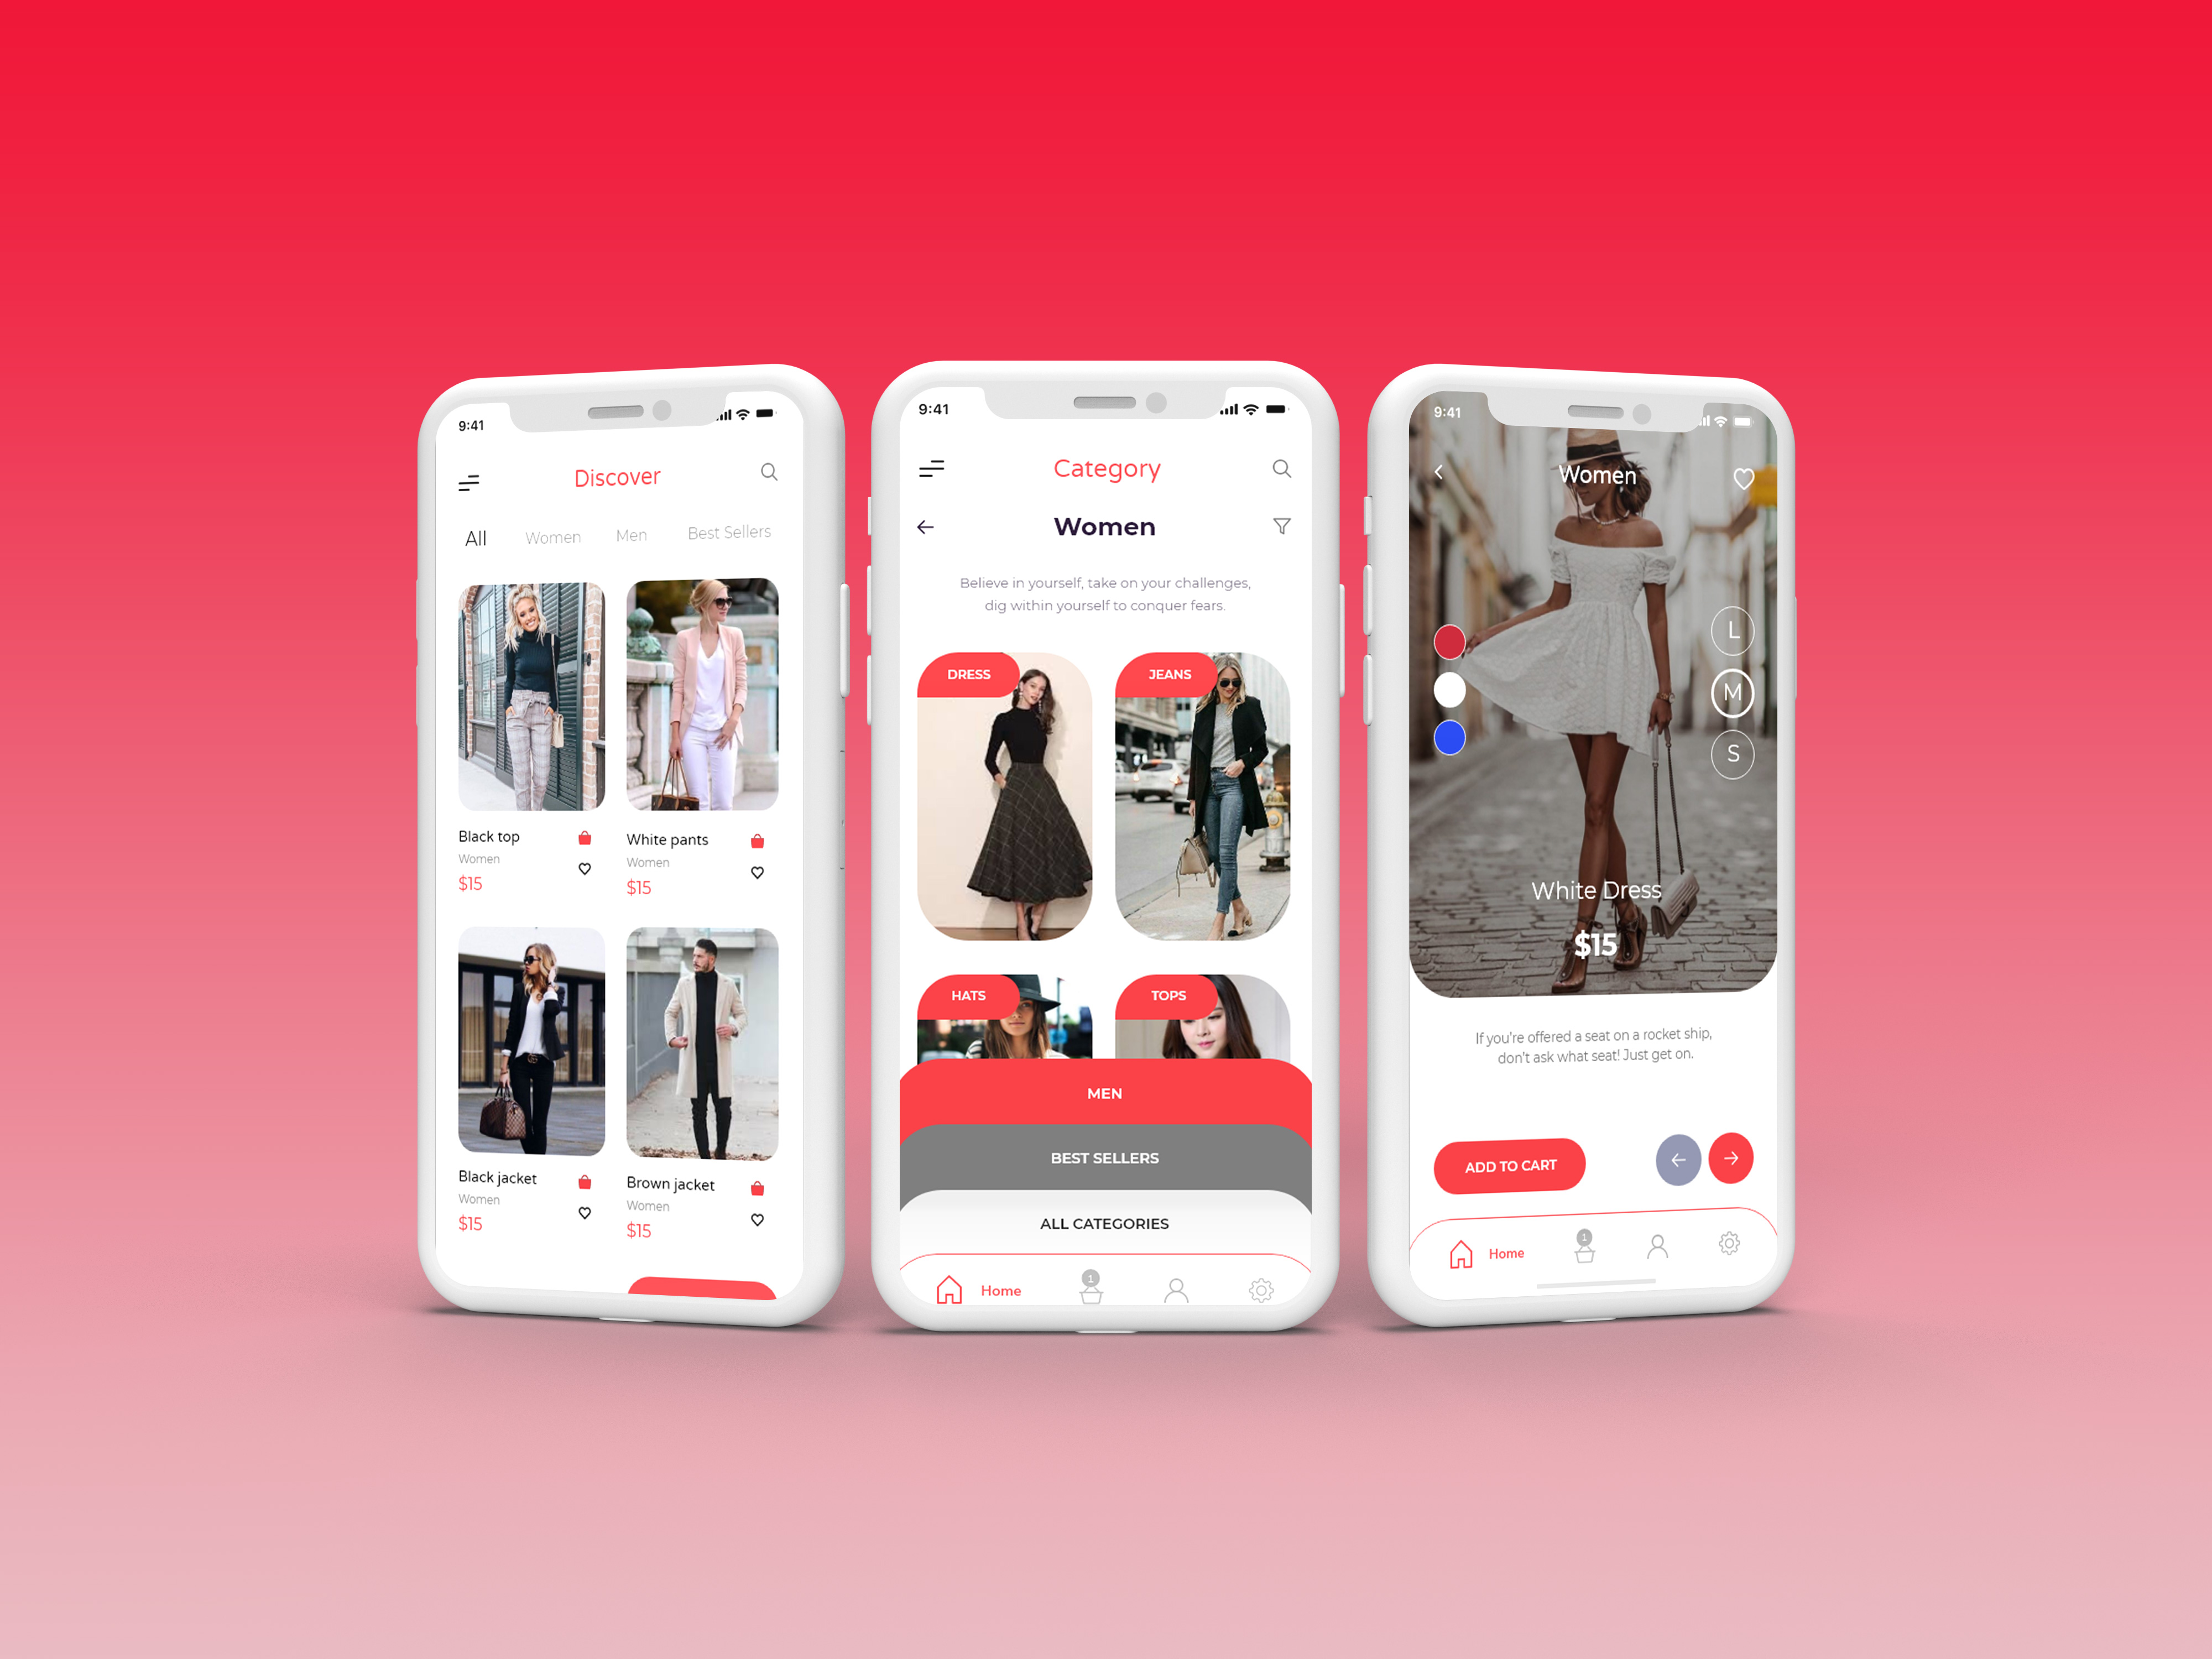 9:41
Discover
All Women Men Best Sellers
Black top
Women
$15
White pants
Women
$15
Black jacket
Women
$15
Brown jacket
Women
$15
9:41
Category
Women
Believe in yourself, take on your challenges,
dig within yourself to conquer fears.
DRESS
JEANS
HATS
TOPS
MEN
BEST SELLERS
ALL CATEGORIES
Home
1
9:41
Women
L
M
S
White Dress
$15
If you're offered a seat on a rocket ship,
don't ask what seat! Just get on.
ADD TO CART
Home
1